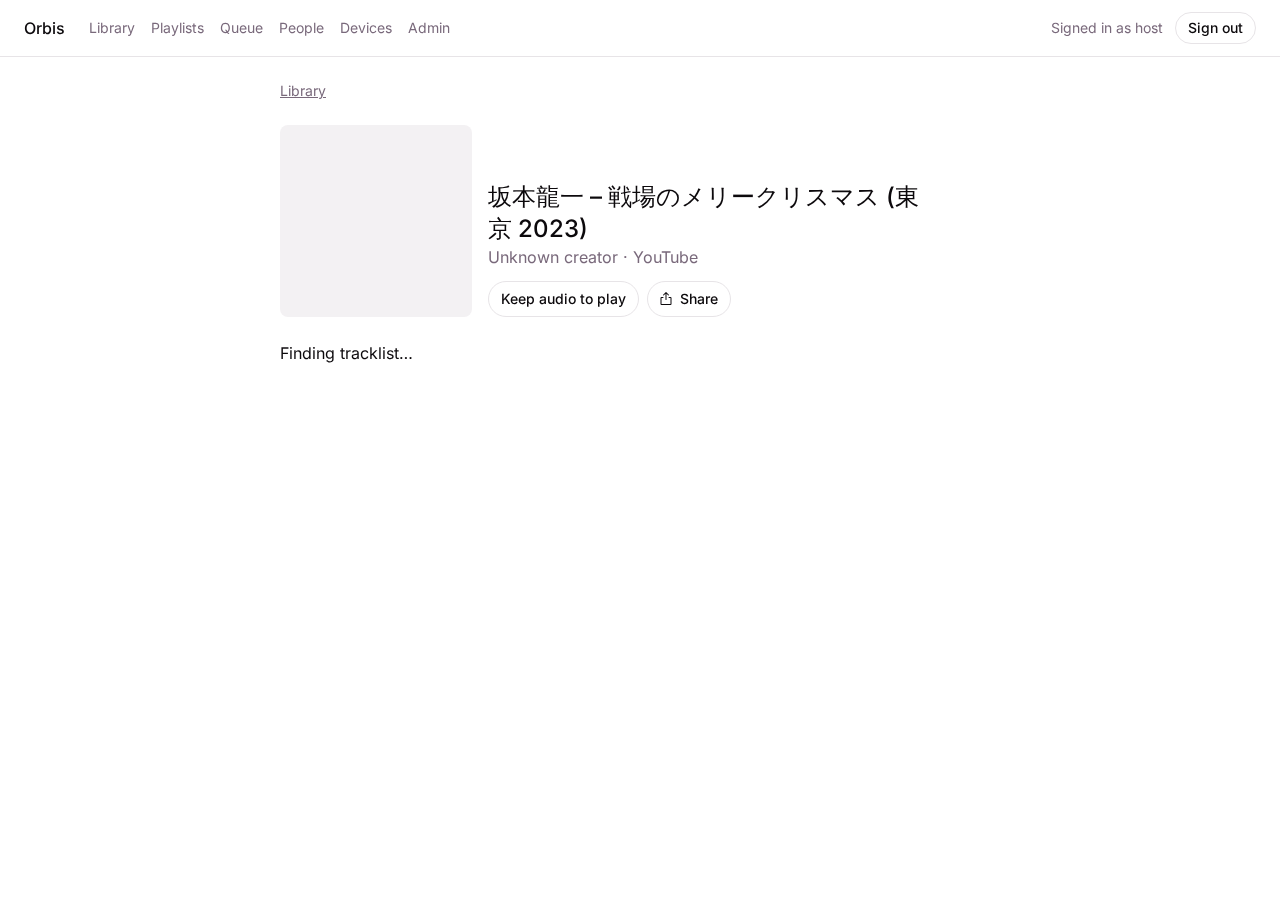 Orbis
Library
Playlists
Queue
People
Devices
Admin
Signed in as host
Sign out
Library
坂本龍一 – 戦場のメリークリスマス (東
京 2023)
Unknown creator · YouTube
Keep audio to play
Share
Finding tracklist…